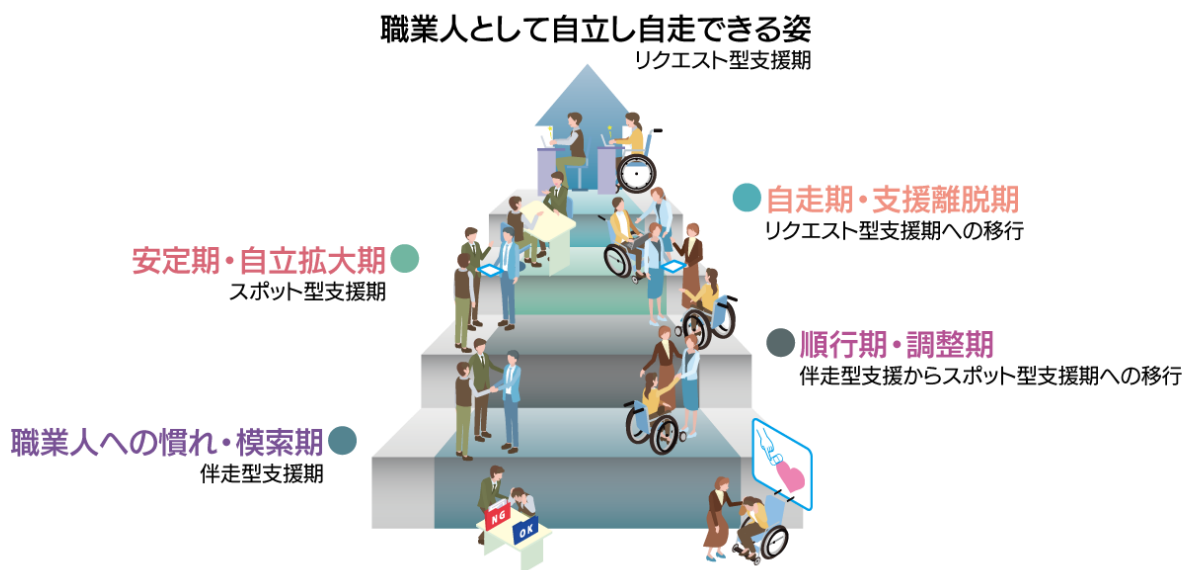 職業人として自立し自走できる姿
リクエスト型支援期
自走期・支援離脱期
リクエスト型支援期への移行
安定期・自立拡大期
スポット型支援期
順行期・調整期
伴走型支援からスポット型支援期への移行
職業人への慣れ・模索期
伴走型支援期
NG
OK